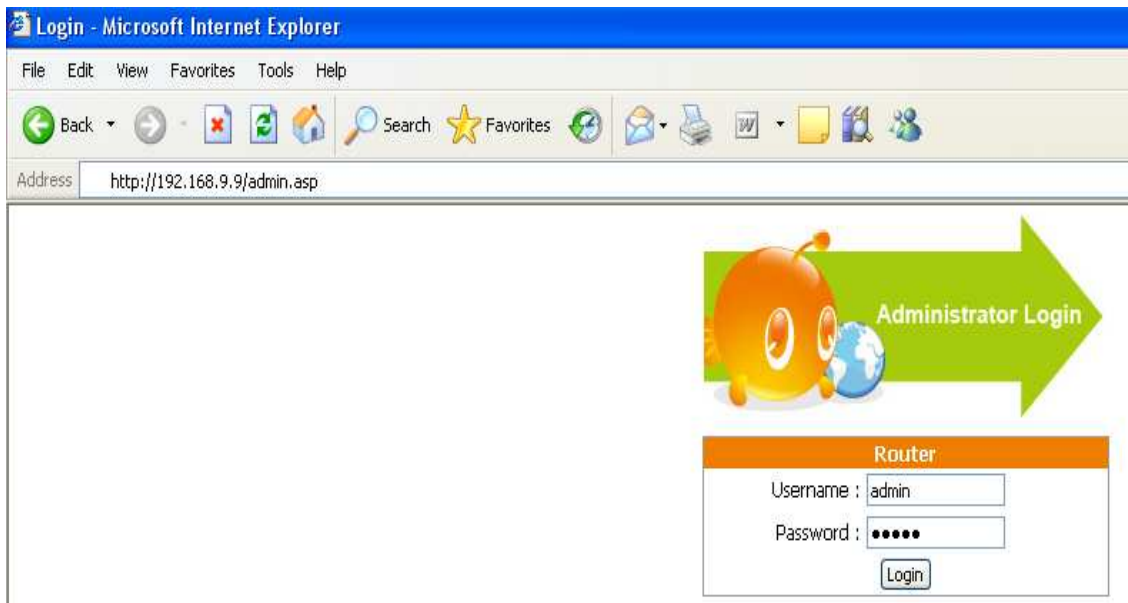 Login - Microsoft Internet Explorer
File Edit View Favorites Tools Help
Back Search Favorites W
Address http://192.168.9.9/admin.asp
Administrator Login
Router
Username : admin
Password : •••••
Login